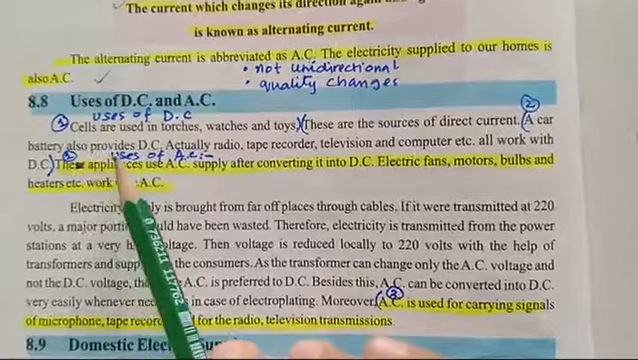 The current which changes its direction again and
is known as alternating current.
The alternating current is abbreviated as A.C. The electricity supplied to our homes is
also A.C.
• not unidirectional
• quality changes
8.8 Uses of D.C. and A.C.
uses of D.C
① Cells are used in torches, watches and toys. These are the sources of direct current. ② A car
battery also provides D.C. Actually radio, tape recorder, television and computer etc. all work with
uses of A.C:-
D.C. These appliances use A.C. supply after converting it into D.C. Electric fans, motors, bulbs and
heaters etc. work A.C.
Electricity is brought from far off places through cables. If it were transmitted at 220
volts, a major would have been wasted. Therefore, electricity is transmitted from the power
stations at a very voltage. Then voltage is reduced locally to 220 volts with the help of
transformers and the consumers. As the transformer can change only the A.C. voltage and
not the D.C. voltage, A.C. is preferred to D.C. Besides this, A.C. can be converted into D.C.
very easily whenever in case of electroplating. Moreover, ③ A.C. is used for carrying signals
of microphone, tape for the radio, television transmissions
8.9 Domestic